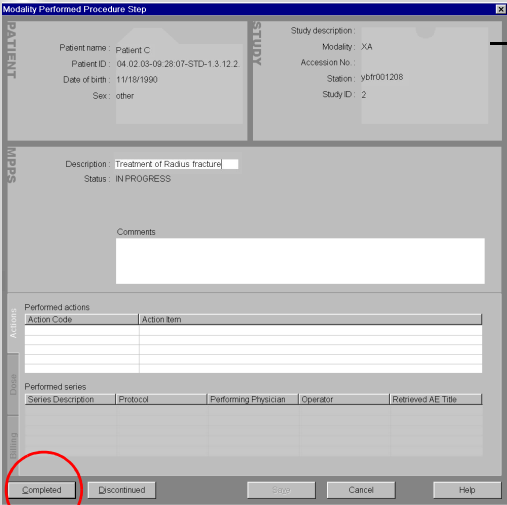 Modality Performed Procedure Step
PATIENT
Patient name : Patient C
Patient ID : 04.02.03-09:28:07-STD-1.3.12.2.
Date of birth : 11/18/1990
Sex : other
STUDY
Study description :
Modality : XA
Accession No. :
Station : ybfr001208
Study ID : 2
MPPS
Description : Treatment of Radius fracture
Status : IN PROGRESS
Comments
Actions
Dose
Billing
Performed actions
Action Code Action Item
Performed series
Series Description Protocol Performing Physician Operator Retrieved AE Title
Completed Discontinued Save Cancel Help